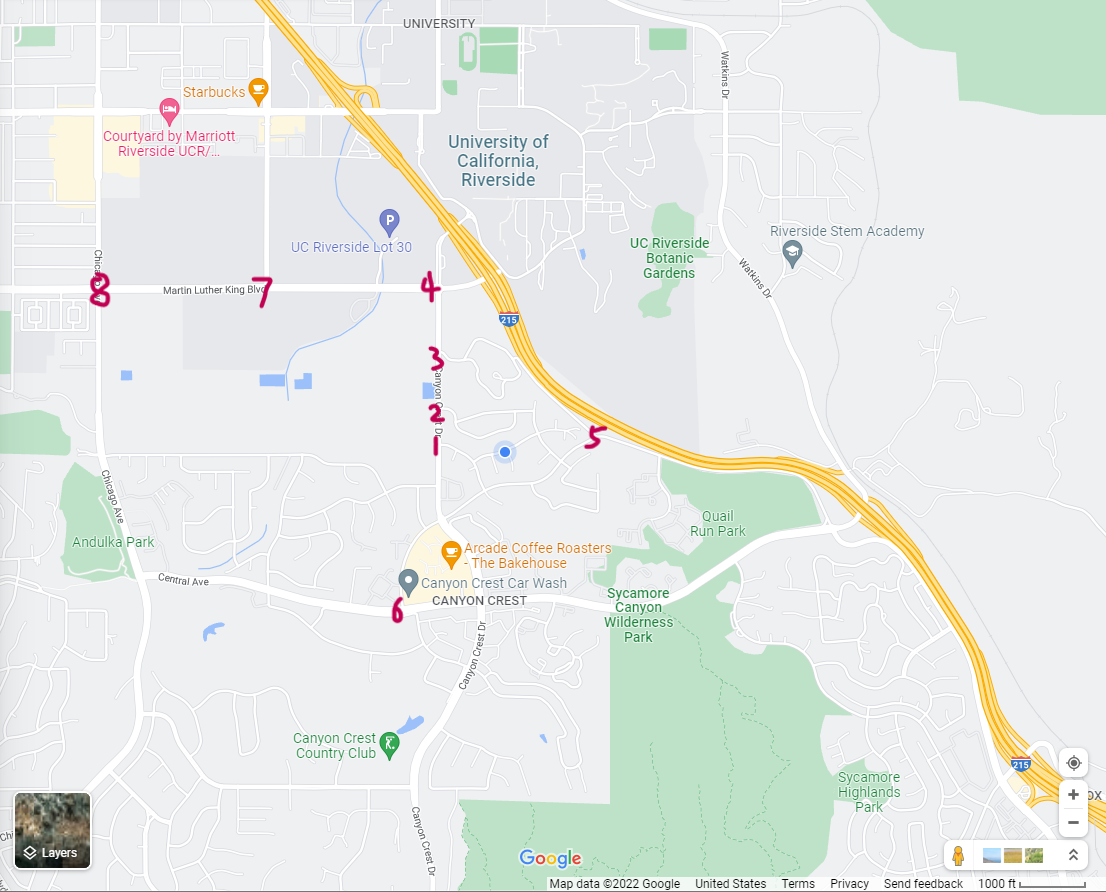 UNIVERSITY
Watkins Dr
Starbucks
Courtyard by Marriott
Riverside UCR/...
University of
California,
Riverside
P
UC Riverside Lot 30
UC Riverside
Botanic
Gardens
Riverside Stem Academy
Watkins Dr
8
Martin Luther King Blvd
7
4
215
3
2
1
5
Canyon Crest Dr
Chicago Ave
Andulka Park
Quail
Run Park
Arcade Coffee Roasters
- The Bakehouse
Canyon Crest Car Wash
CANYON CREST
Central Ave
6
Sycamore
Canyon
Wilderness
Park
Canyon Crest Dr
Canyon Crest
Country Club
215
Sycamore
Highlands
Park
OX
Canyon Crest Dr
Layers
Google
Map data ©2022 Google United States Terms Privacy Send feedback 1000 ft